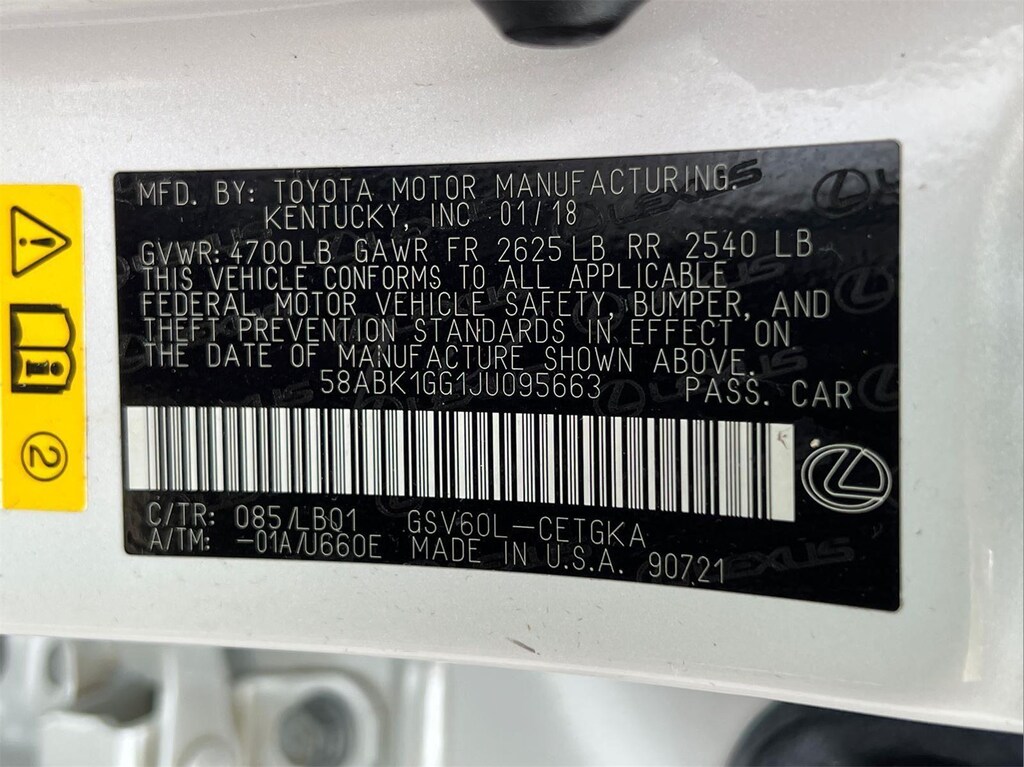 MFD. BY: TOYOTA MOTOR MANUFACTURING.
KENTUCKY, INC 01/18
GVWR: 4700LB GAWR FR 2625LB RR 2540 LB
THIS VEHICLE CONFORMS TO ALL APPLICABLE
FEDERAL MOTOR VEHICLE SAFETY, BUMPER, AND
THEFT PREVENTION STANDARDS IN EFFECT ON
THE DATE OF MANUFACTURE SHOWN ABOVE.
58ABK1GG1JU095663 PASS. CAR
C/TR: 085/LB01 GSV60L-CETGKA
A/TM: -01A/U660E MADE IN U.S.A. 90721
LEXUS
2